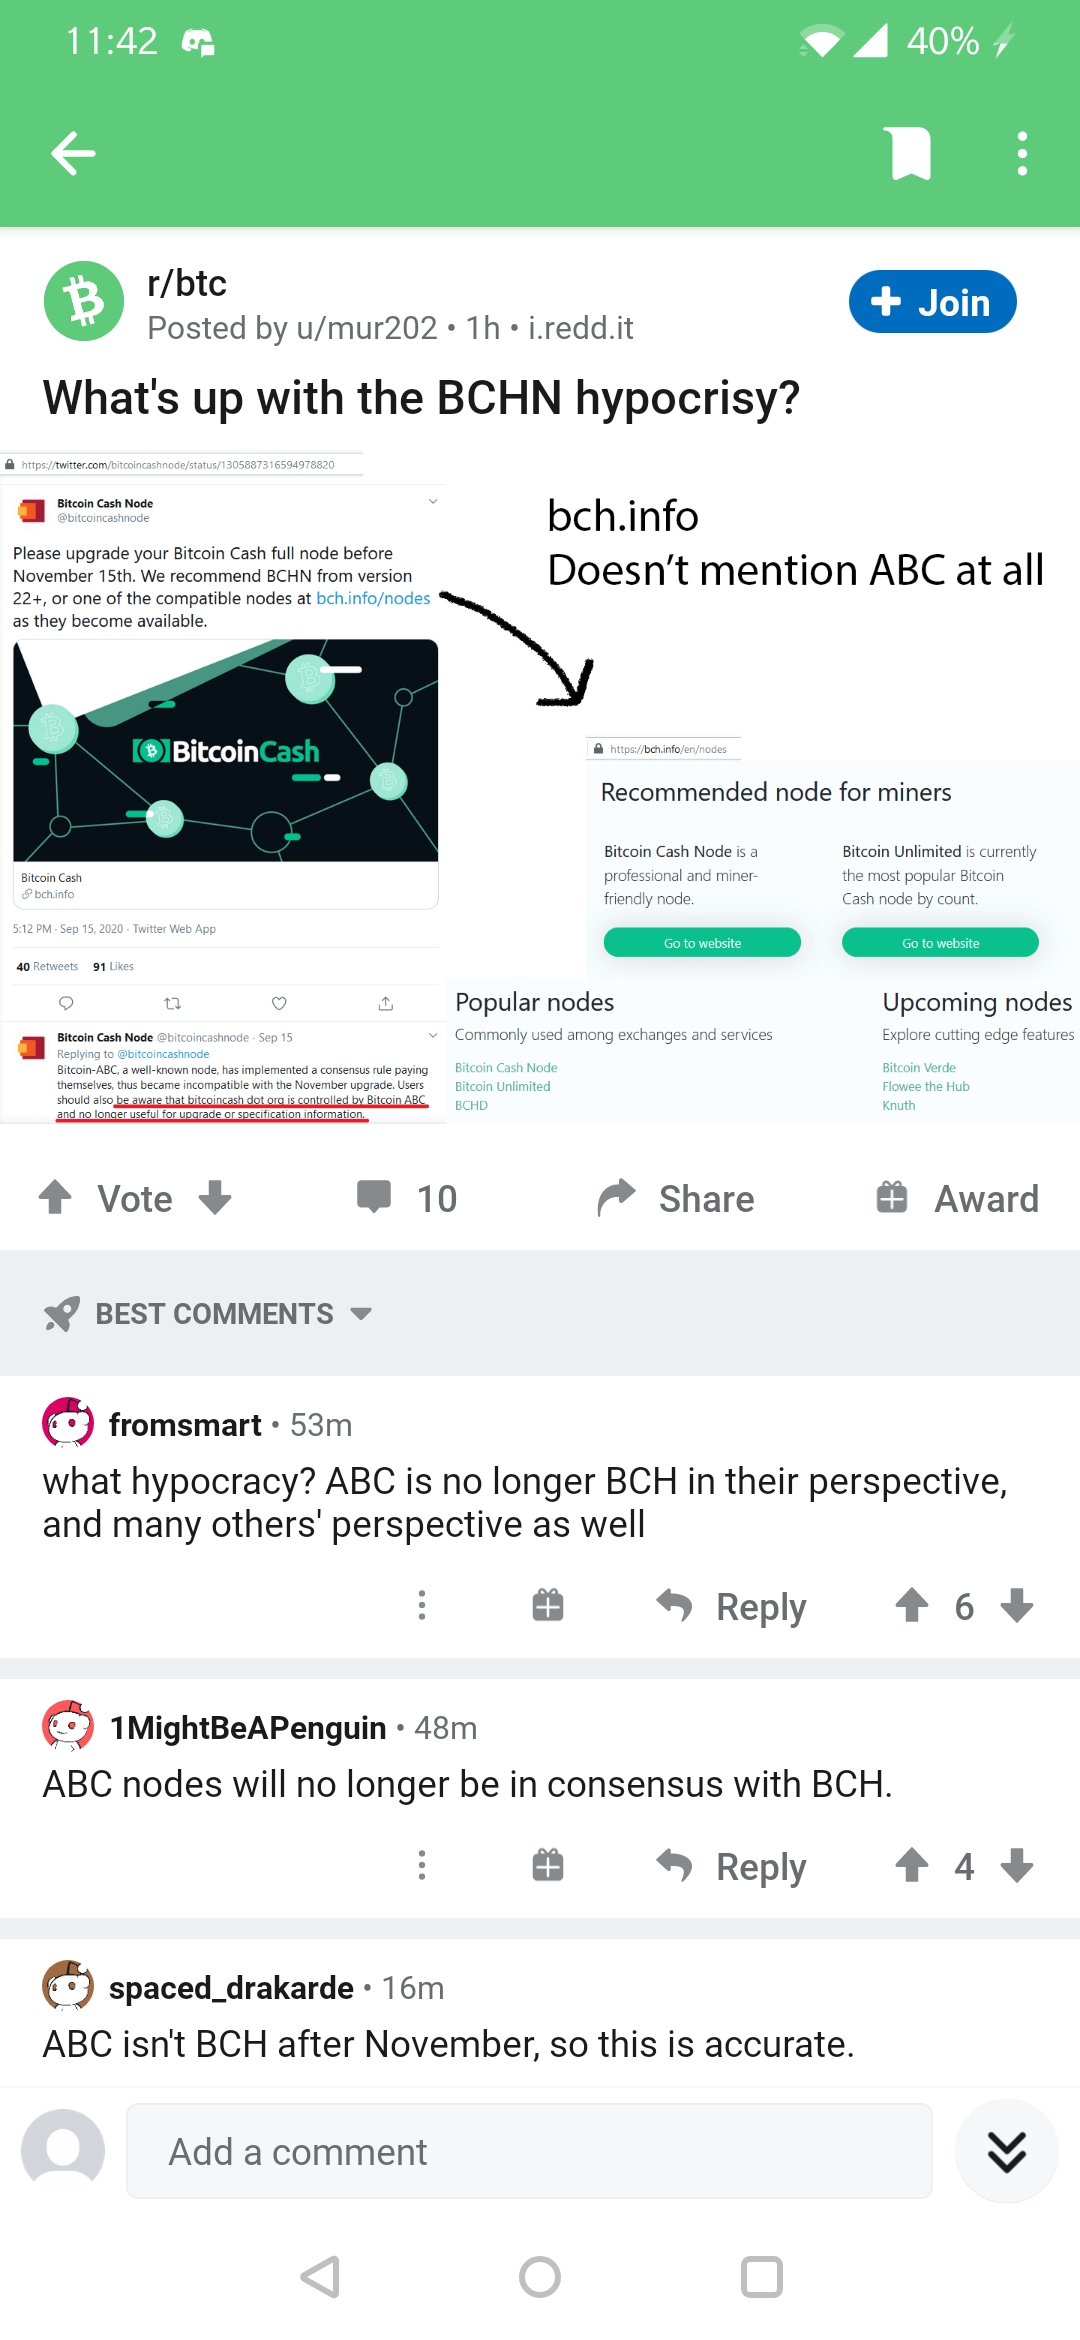 11:42
40%
r/btc
Posted by u/mur202 • 1h • i.redd.it
+ Join
What's up with the BCHN hypocrisy?
https://twitter.com/bitcoincashnode/status/1305887316594978820
Bitcoin Cash Node
@bitcoincashnode
Please upgrade your Bitcoin Cash full node before
November 15th. We recommend BCHN from version
22+, or one of the compatible nodes at bch.info/nodes
as they become available.
BitcoinCash
Bitcoin Cash
bch.info
5:12 PM · Sep 15, 2020 · Twitter Web App
40 Retweets 91 Likes
Bitcoin Cash Node @bitcoincashnode · Sep 15
Replying to @bitcoincashnode
Bitcoin-ABC, a well-known node, has implemented a consensus rule paying
themselves, thus became incompatible with the November upgrade. Users
should also be aware that bitcoincash dot org is controlled by Bitcoin ABC
and no longer useful for upgrade or specification information.
bch.info
Doesn't mention ABC at all
https://bch.info/en/nodes
Recommended node for miners
Bitcoin Cash Node is a
professional and miner-
friendly node.
Go to website
Bitcoin Unlimited is currently
the most popular Bitcoin
Cash node by count.
Go to website
Popular nodes
Commonly used among exchanges and services
Bitcoin Cash Node
Bitcoin Unlimited
BCHD
Upcoming nodes
Explore cutting edge features
Bitcoin Verde
Flowee the Hub
Knuth
Vote 10 Share Award
BEST COMMENTS
fromsmart • 53m
what hypocracy? ABC is no longer BCH in their perspective,
and many others' perspective as well
Reply 6
1MightBeAPenguin • 48m
ABC nodes will no longer be in consensus with BCH.
Reply 4
spaced_drakarde • 16m
ABC isn't BCH after November, so this is accurate.
Add a comment